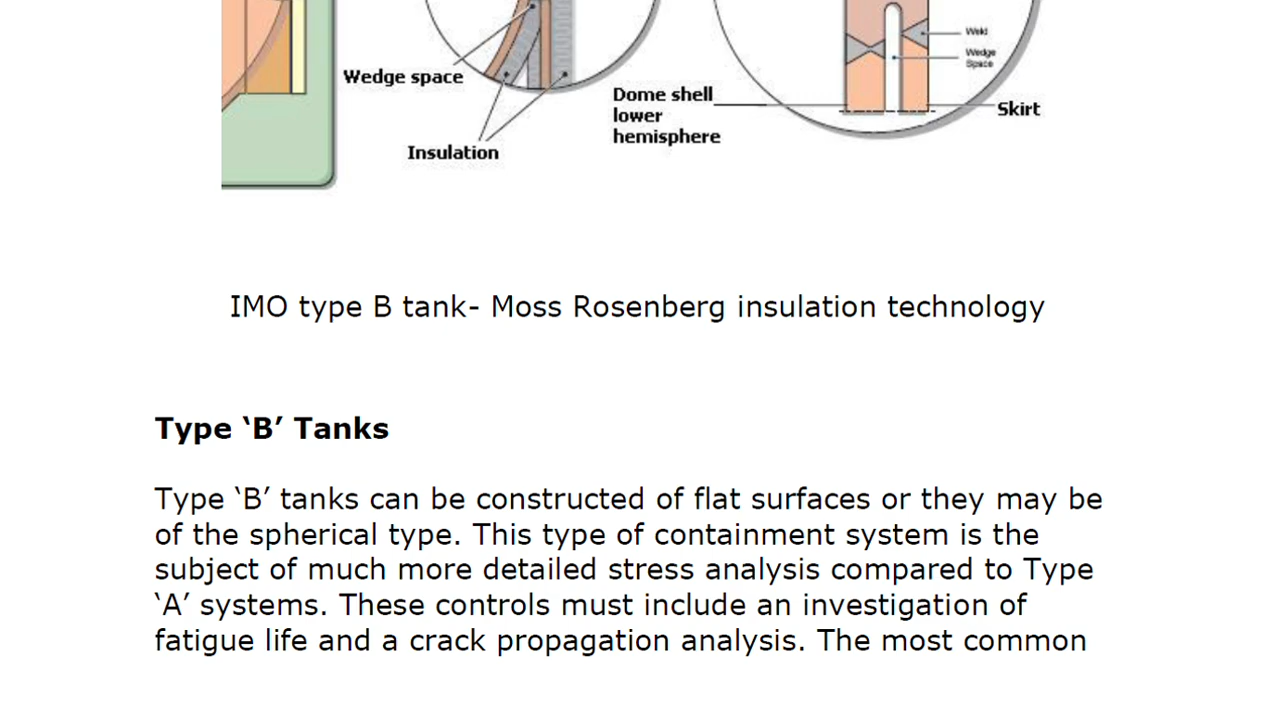 Weld
Wedge
Space
Wedge space
Dome shell
lower
hemisphere
Skirt
Insulation
IMO type B tank- Moss Rosenberg insulation technology
Type ‘B’ Tanks
Type ‘B’ tanks can be constructed of flat surfaces or they may be
of the spherical type. This type of containment system is the
subject of much more detailed stress analysis compared to Type
‘A’ systems. These controls must include an investigation of
fatigue life and a crack propagation analysis. The most common